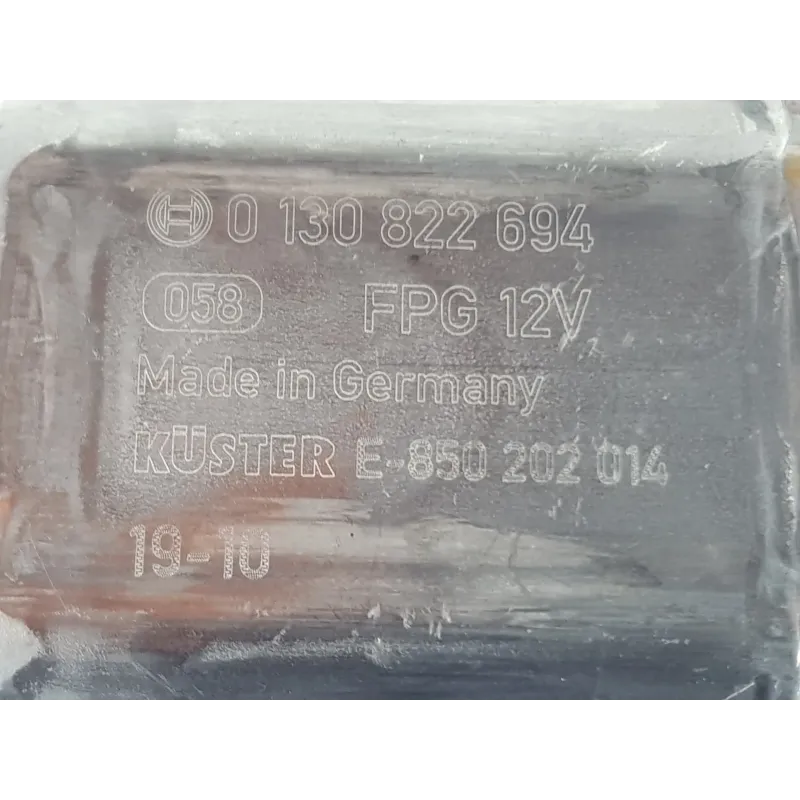 0 130 822 694
058 FPG 12V
Made in Germany
KÜSTER E-850 202 014
19-10